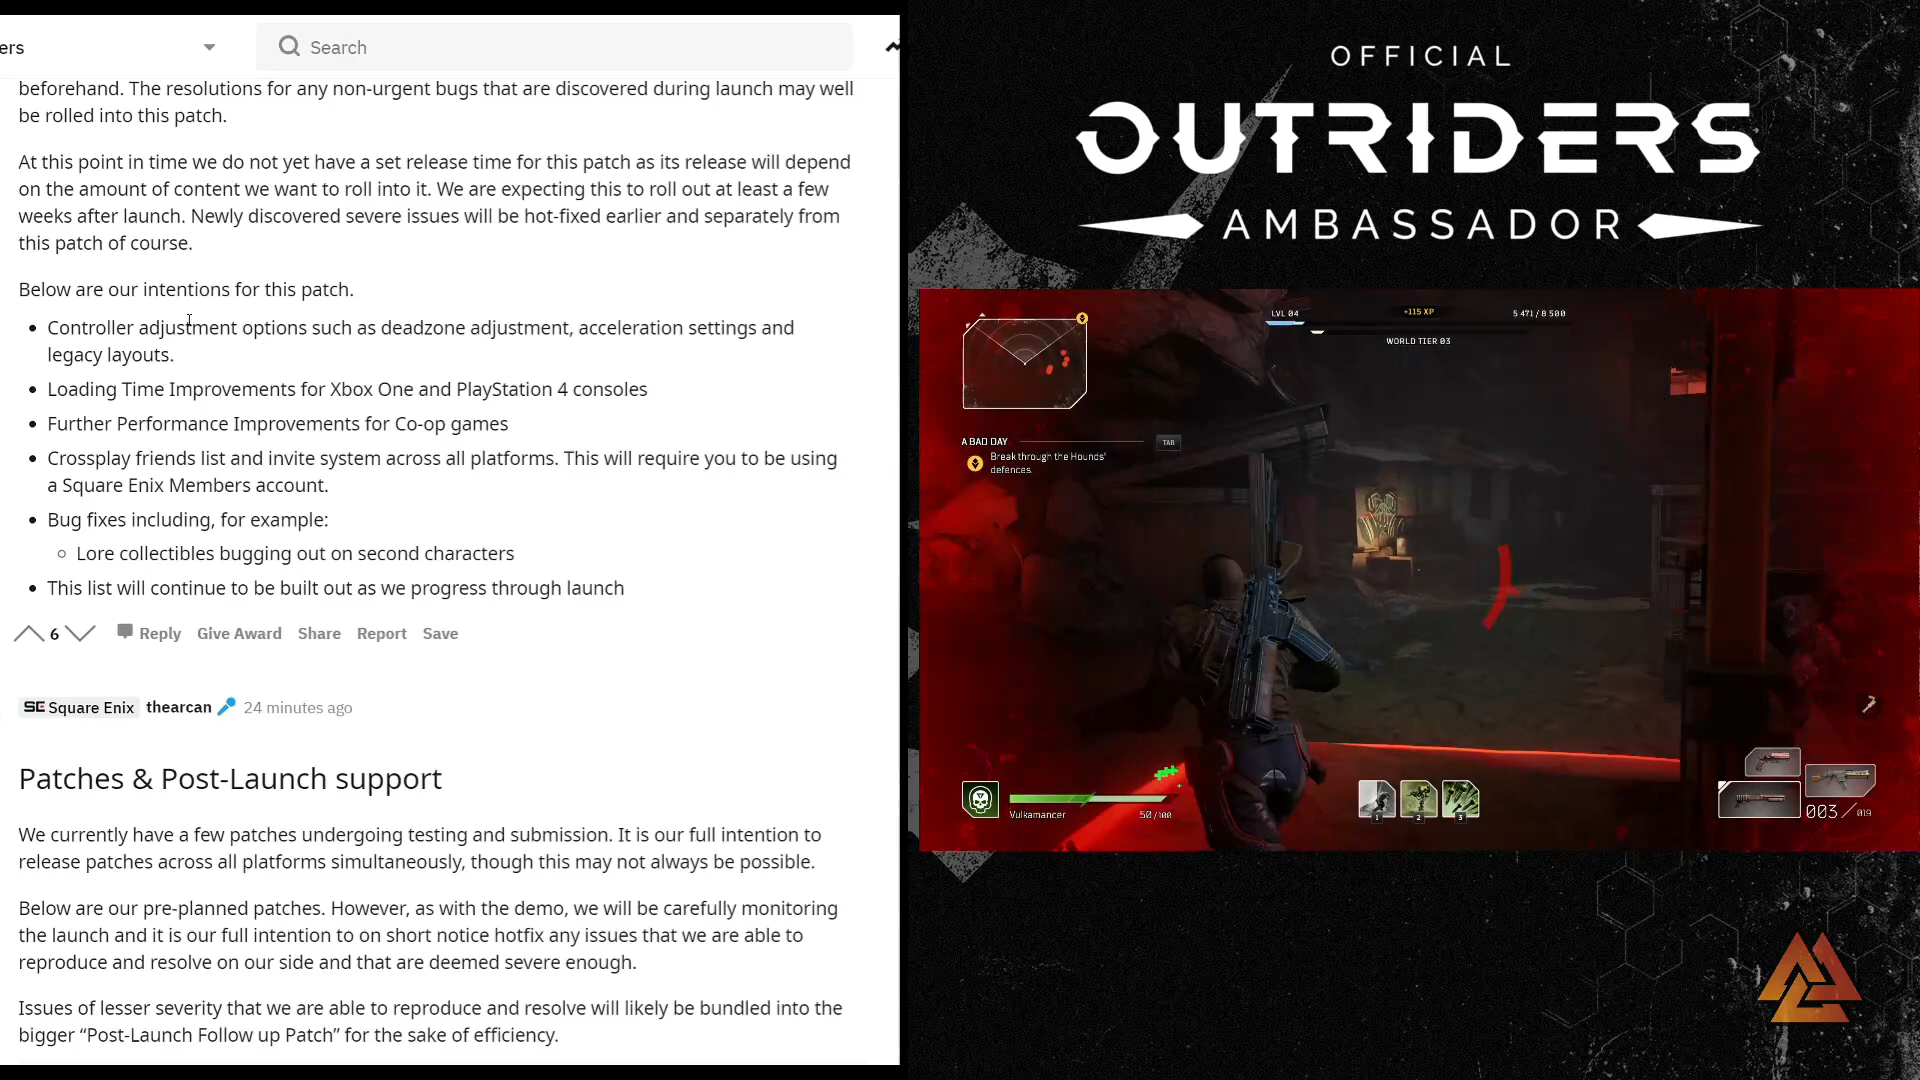 ers
Search
beforehand. The resolutions for any non-urgent bugs that are discovered during launch may well
be rolled into this patch.
At this point in time we do not yet have a set release time for this patch as its release will depend
on the amount of content we want to roll into it. We are expecting this to roll out at least a few
weeks after launch. Newly discovered severe issues will be hot-fixed earlier and separately from
this patch of course.
Below are our intentions for this patch.
Controller adjustment options such as deadzone adjustment, acceleration settings and
legacy layouts.
Loading Time Improvements for Xbox One and PlayStation 4 consoles
Further Performance Improvements for Co-op games
Crossplay friends list and invite system across all platforms. This will require you to be using
a Square Enix Members account.
Bug fixes including, for example:
Lore collectibles bugging out on second characters
This list will continue to be built out as we progress through launch
6 Reply Give Award Share Report Save
SE Square Enix thearcan 24 minutes ago
Patches & Post-Launch support
We currently have a few patches undergoing testing and submission. It is our full intention to
release patches across all platforms simultaneously, though this may not always be possible.
Below are our pre-planned patches. However, as with the demo, we will be carefully monitoring
the launch and it is our full intention to on short notice hotfix any issues that we are able to
reproduce and resolve on our side and that are deemed severe enough.
Issues of lesser severity that we are able to reproduce and resolve will likely be bundled into the
bigger “Post-Launch Follow up Patch” for the sake of efficiency.
OFFICIAL
OUTRIDERS
AMBASSADOR
LVL 04 +115 XP 5 471 / 8 500
WORLD TIER 03
A BAD DAY TAB
Break through the Hounds'
defences.
Vulkamancer 50/100
1 2 3
003 / 019